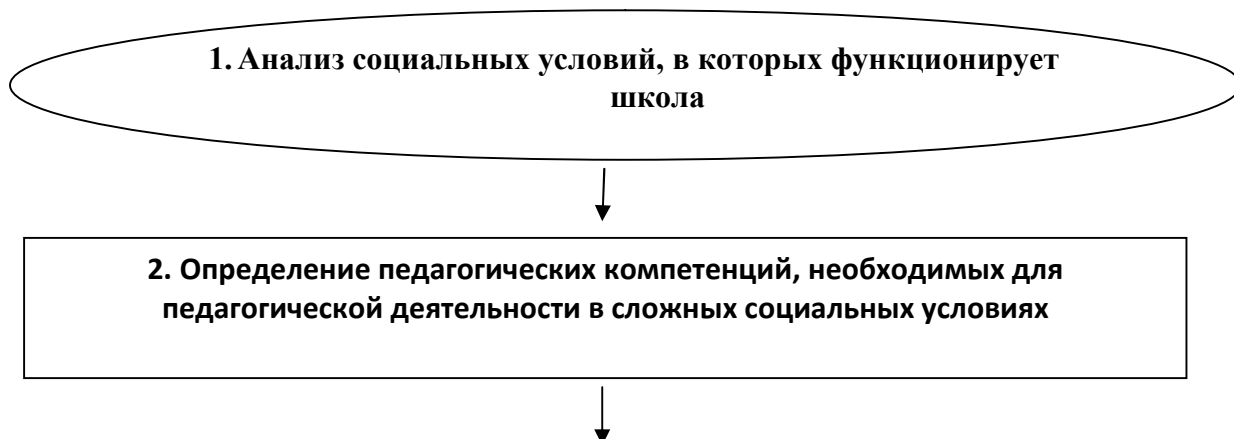 1. Анализ социальных условий, в которых функционирует
школа
2. Определение педагогических компетенций, необходимых для
педагогической деятельности в сложных социальных условиях